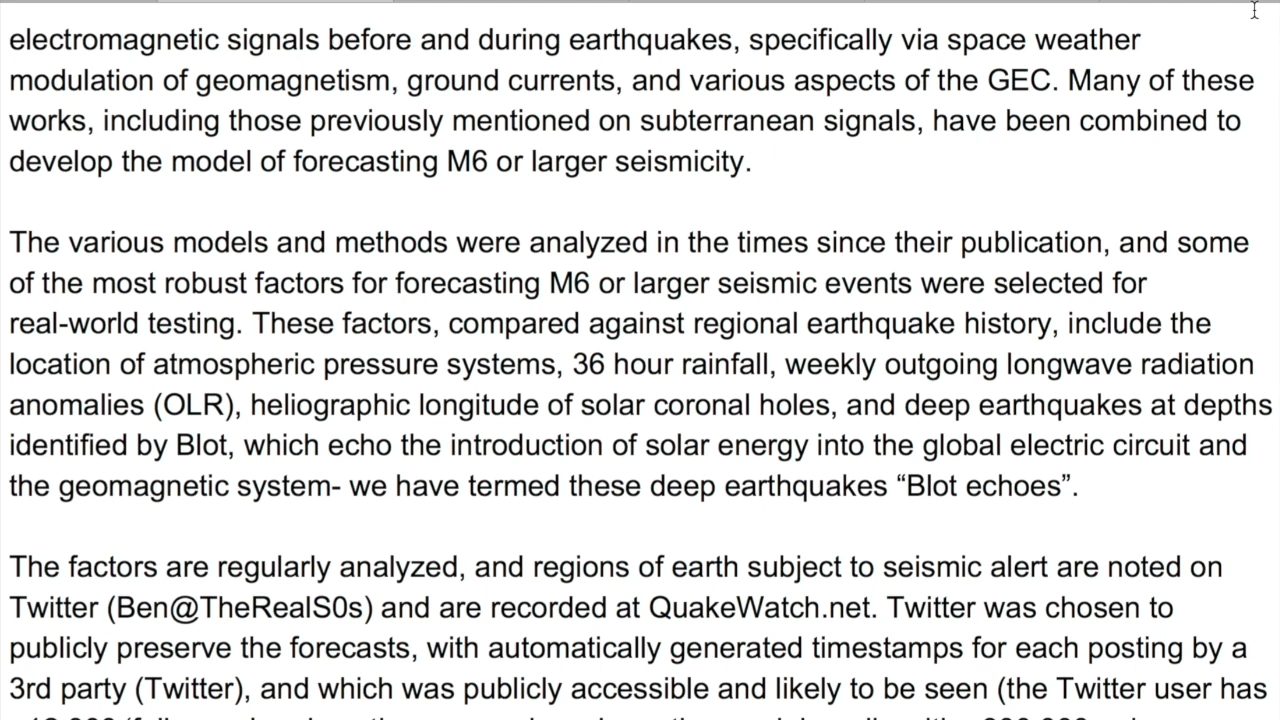 electromagnetic signals before and during earthquakes, specifically via space weather
modulation of geomagnetism, ground currents, and various aspects of the GEC. Many of these
works, including those previously mentioned on subterranean signals, have been combined to
develop the model of forecasting M6 or larger seismicity.
The various models and methods were analyzed in the times since their publication, and some
of the most robust factors for forecasting M6 or larger seismic events were selected for
real-world testing. These factors, compared against regional earthquake history, include the
location of atmospheric pressure systems, 36 hour rainfall, weekly outgoing longwave radiation
anomalies (OLR), heliographic longitude of solar coronal holes, and deep earthquakes at depths
identified by Blot, which echo the introduction of solar energy into the global electric circuit and
the geomagnetic system- we have termed these deep earthquakes “Blot echoes”.
The factors are regularly analyzed, and regions of earth subject to seismic alert are noted on
Twitter (Ben@TheRealS0s) and are recorded at QuakeWatch.net. Twitter was chosen to
publicly preserve the forecasts, with automatically generated timestamps for each posting by a
3rd party (Twitter), and which was publicly accessible and likely to be seen (the Twitter user has